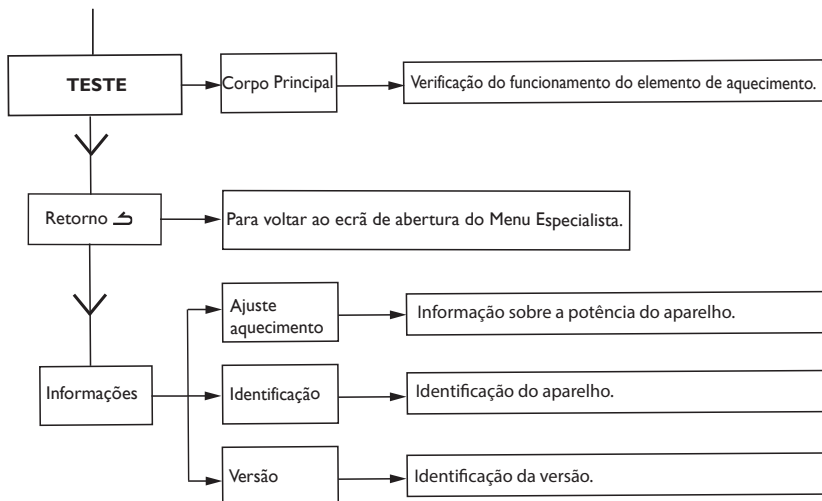 TESTE
Corpo Principal
Verificação do funcionamento do elemento de aquecimento.
Retorno
Para voltar ao ecrã de abertura do Menu Especialista.
Informações
Ajuste
aquecimento
Informação sobre a potência do aparelho.
Identificação
Identificação do aparelho.
Versão
Identificação da versão.